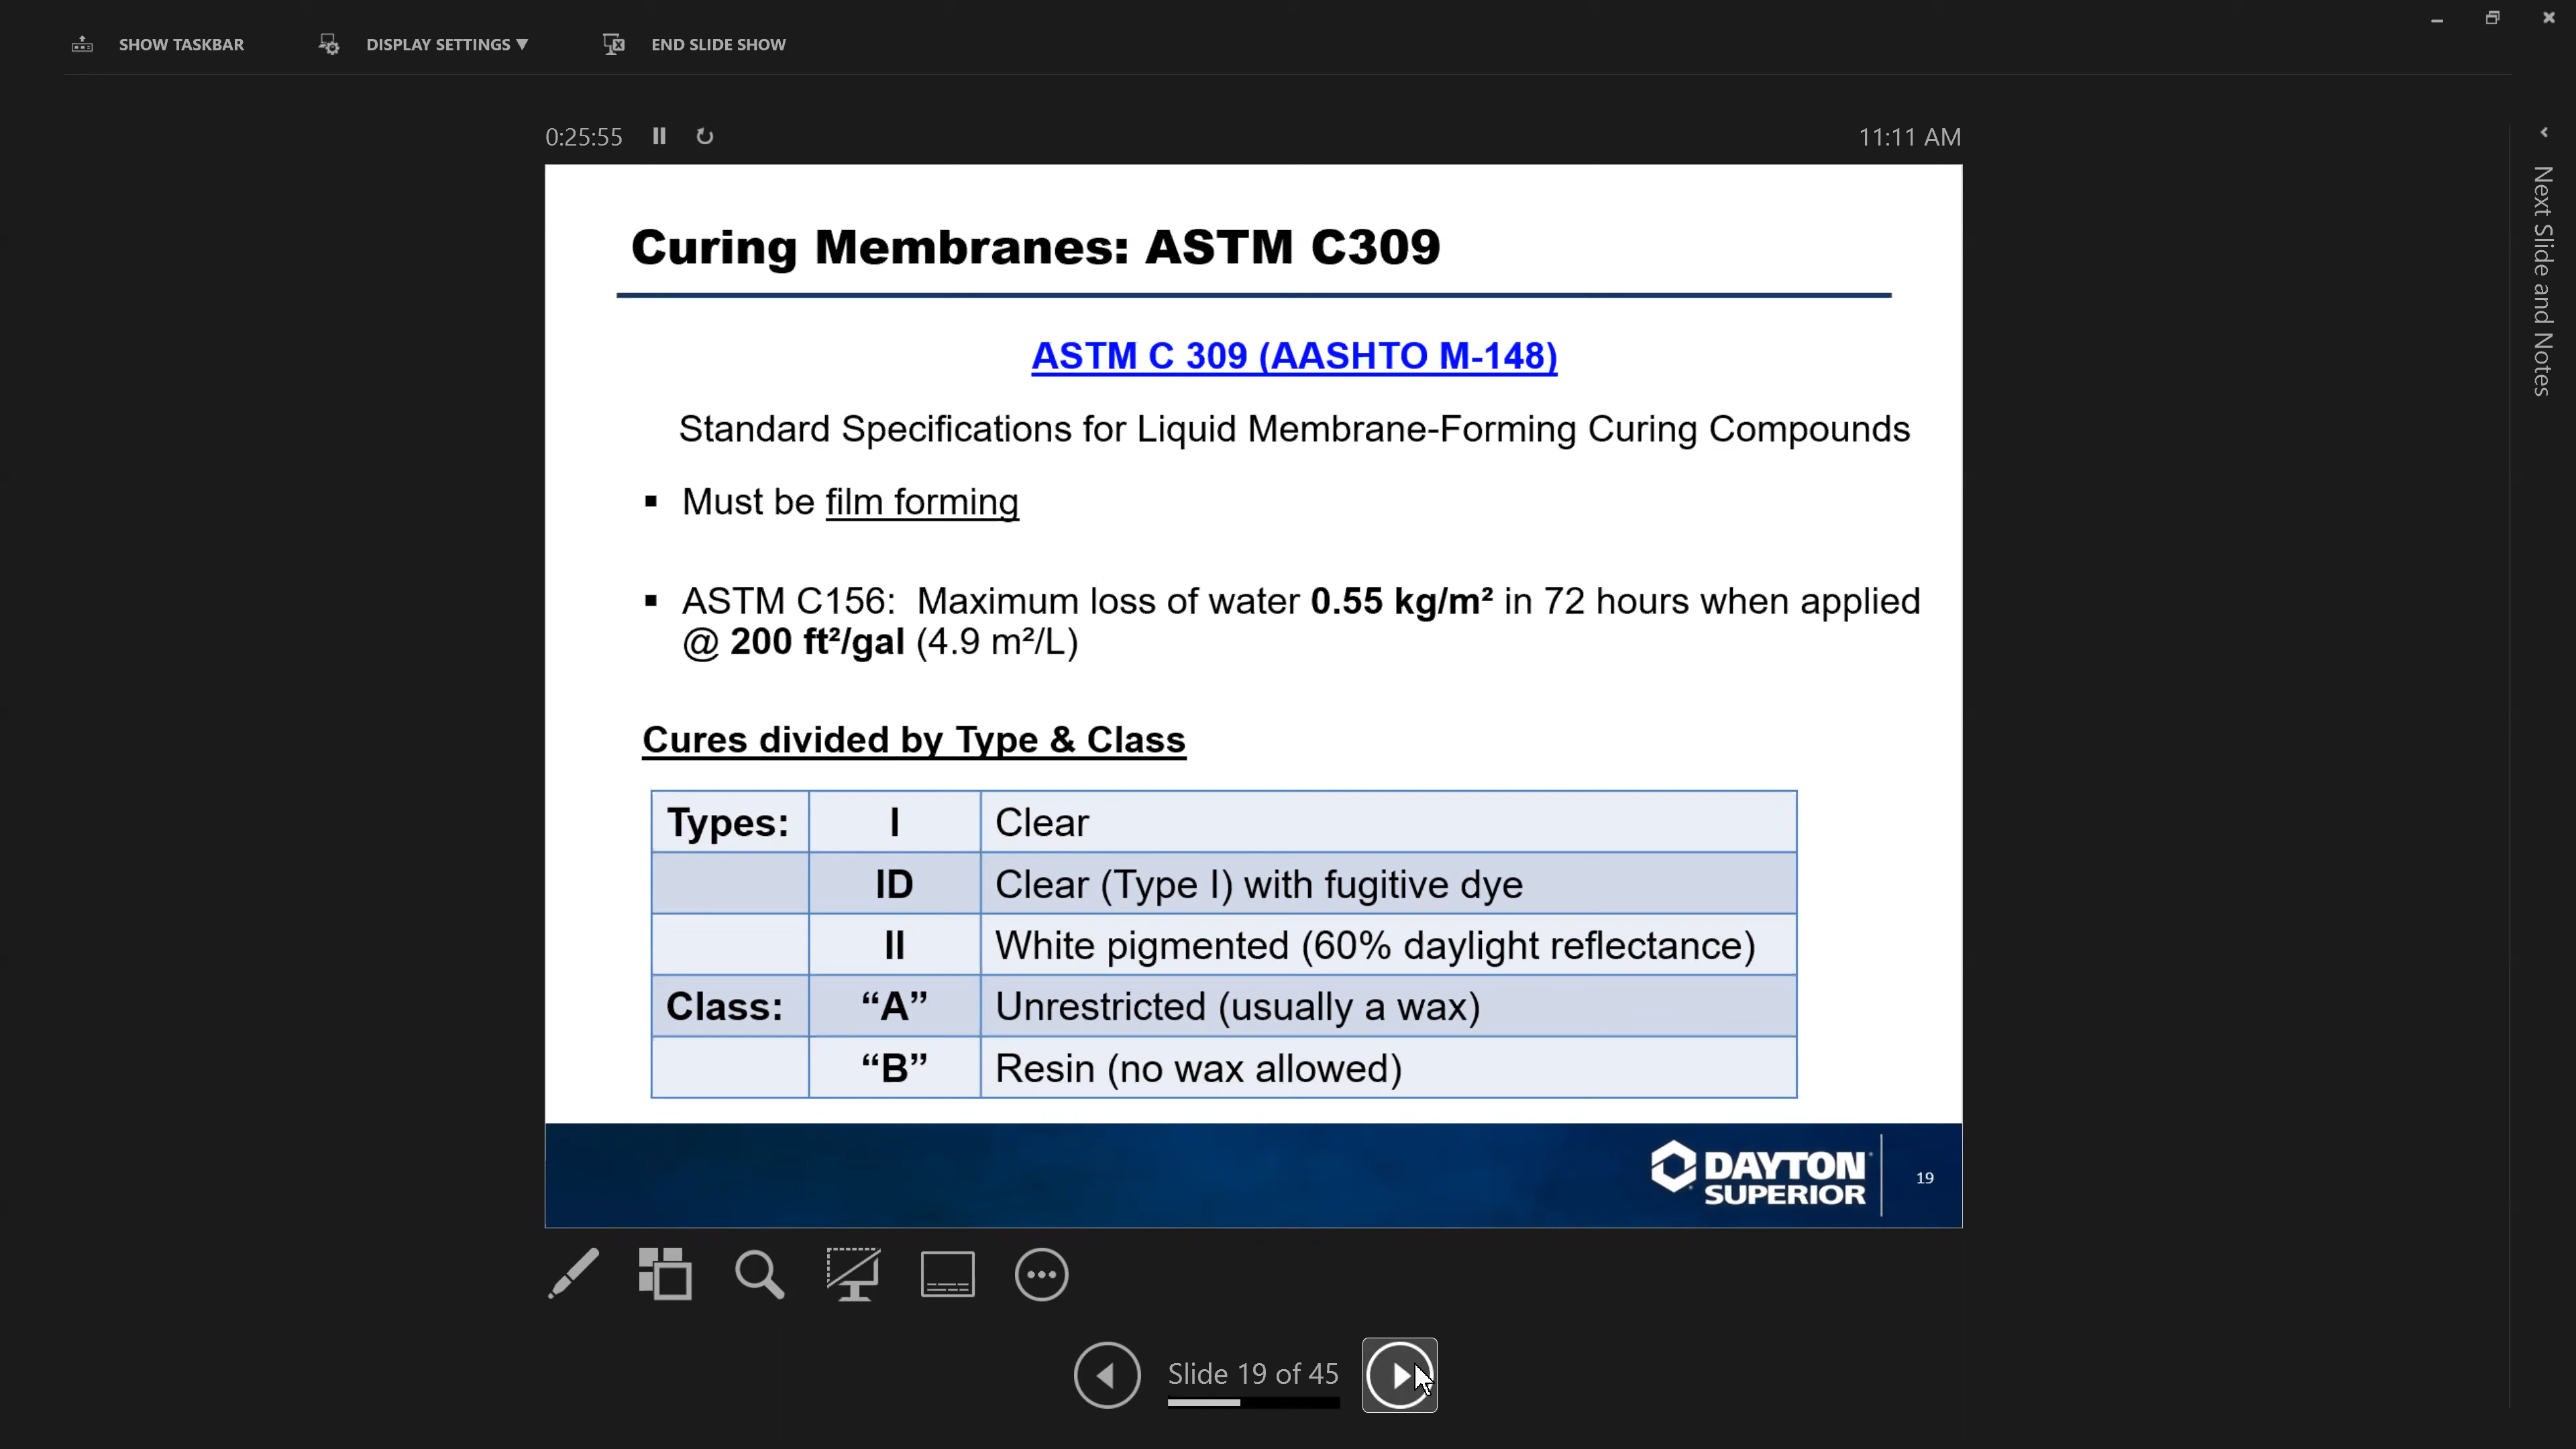 SHOW TASKBAR DISPLAY SETTINGS ▼ END SLIDE SHOW
0:25:55 11:11 AM
Next Slide and Notes
Curing Membranes: ASTM C309
ASTM C 309 (AASHTO M-148)
Standard Specifications for Liquid Membrane-Forming Curing Compounds
▪ Must be film forming
▪ ASTM C156: Maximum loss of water 0.55 kg/m² in 72 hours when applied
@ 200 ft²/gal (4.9 m²/L)
Cures divided by Type & Class
Types: I Clear
ID Clear (Type I) with fugitive dye
II White pigmented (60% daylight reflectance)
Class: “A” Unrestricted (usually a wax)
“B” Resin (no wax allowed)
DAYTON
SUPERIOR
19
Slide 19 of 45